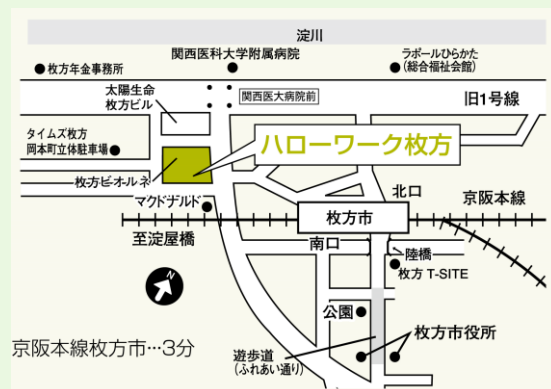 淀川
関西医科大学附属病院
ラポールひらかた
(総合福祉会館)
枚方年金事務所
太陽生命
枚方ビル
関西医大病院前
旧1号線
タイムズ枚方
岡本町立体駐車場
ハローワーク枚方
枚方ビオルネ
マクドナルド
北口
京阪本線
枚方市
至淀屋橋
南口
陸橋
枚方 T-SITE
N
公園
京阪本線枚方市…3分
遊歩道
(ふれあい通り)
枚方市役所